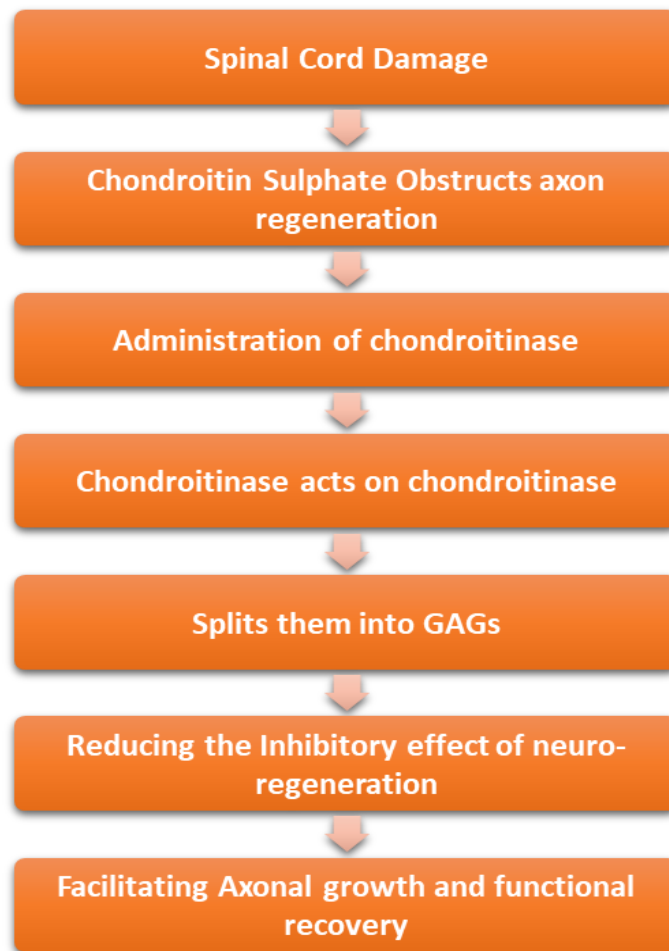 Spinal Cord Damage
Chondroitin Sulphate Obstructs axon
regeneration
Administration of chondroitinase
Chondroitinase acts on chondroitinase
Splits them into GAGs
Reducing the Inhibitory effect of neuro-
regeneration
Facilitating Axonal growth and functional
recovery